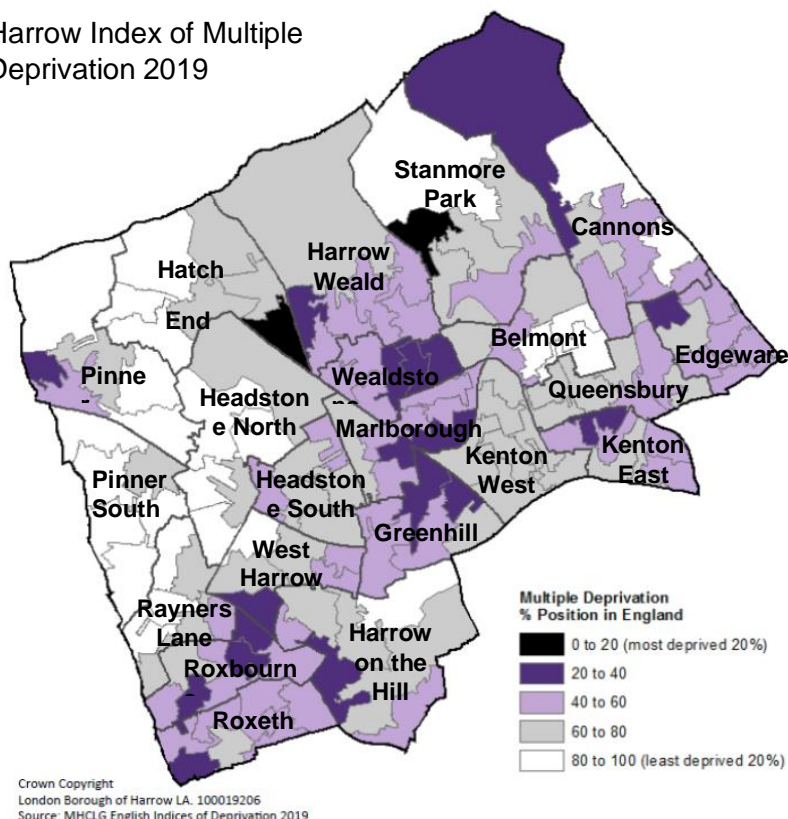 Harrow Index of Multiple
Deprivation 2019
Stanmore
Park
Cannons
Harrow
Weald
Hatch
End
Belmont
Edgeware
Pinne
Wealdsto
Queensbury
Headston
e North
Marlborough
Kenton
East
Kenton
West
Pinner
South
Headston
e South
Greenhill
West
Harrow
Rayners
Lane
Harrow
on the
Hill
Roxbourn
Roxeth
Multiple Deprivation
% Position in England
0 to 20 (most deprived 20%)
20 to 40
40 to 60
60 to 80
80 to 100 (least deprived 20%)
Crown Copyright
London Borough of Harrow LA. 100019206
Source: MHCLG English Indices of Deprivation 2019